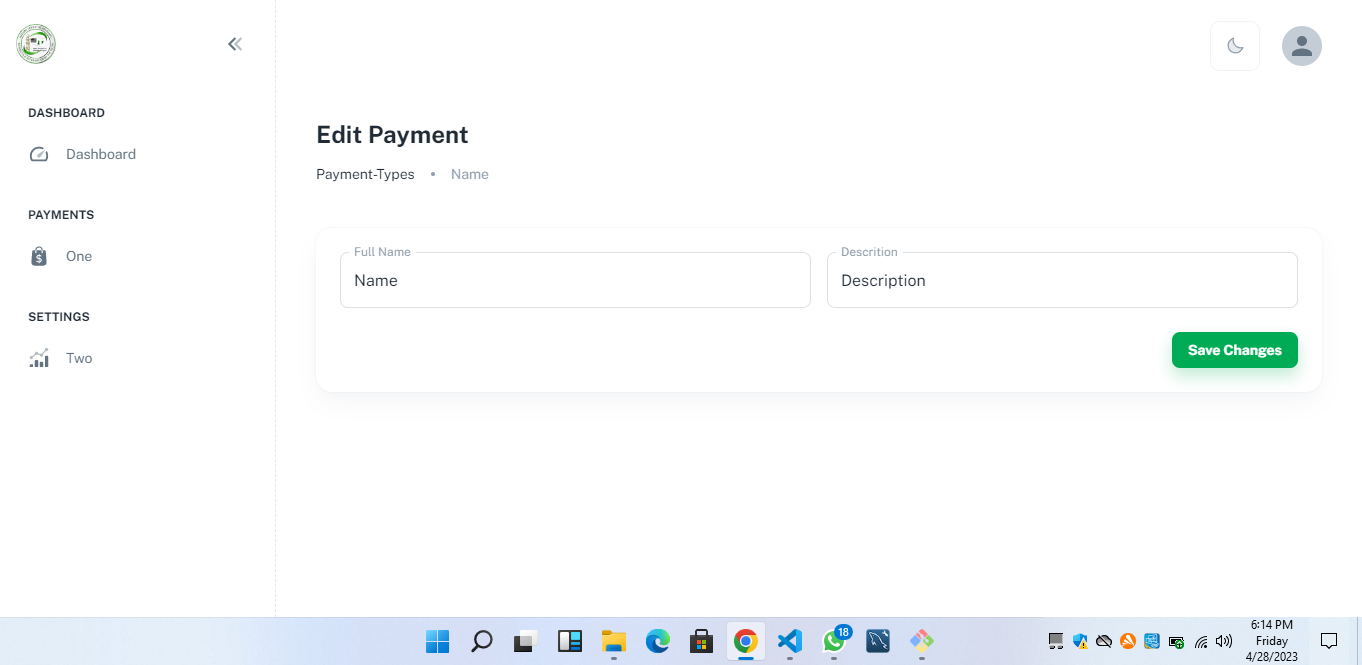 DASHBOARD
Dashboard
PAYMENTS
One
SETTINGS
Two
Edit Payment
Payment-Types • Name
Full Name
Name
Descrition
Description
Save Changes
18
6:14 PM
Friday
4/28/2023